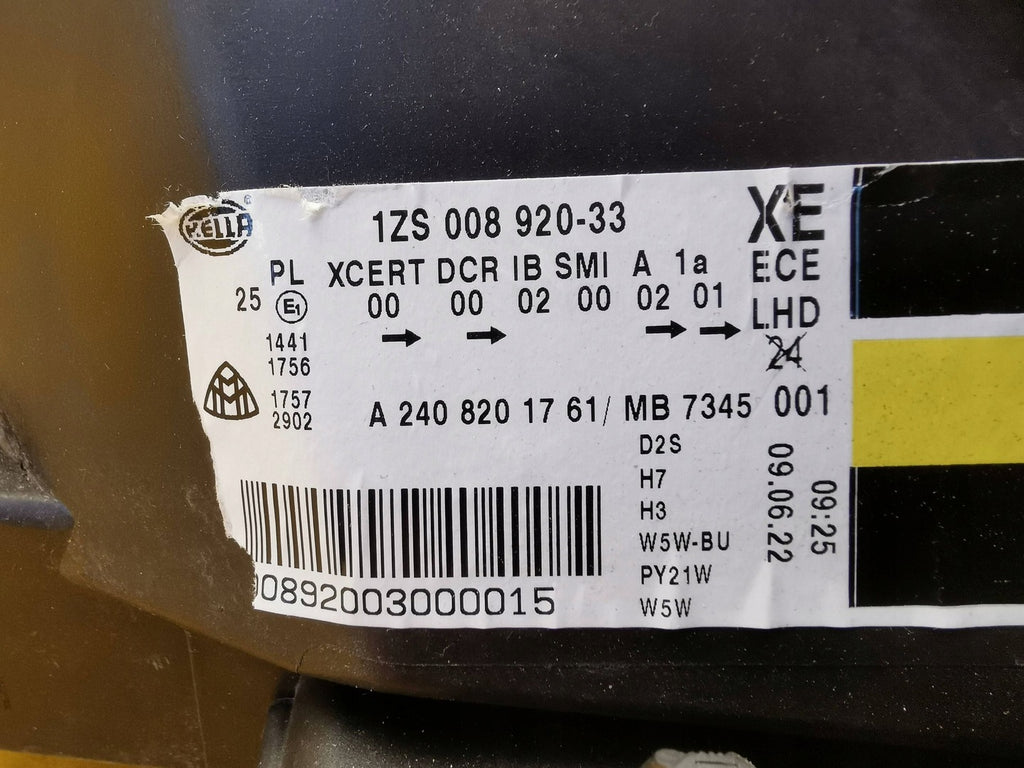 HELLA ®
1ZS 008 920-33
XE
PL XCERT DCR IB SMI A 1a
ECE
25 E1 00 00 02 00 02 01
LHD
→ → → →
1441
24
1756
1757
2902
A 240 820 17 61/ MB 7345 001
D2S
H7
H3
W5W-BU
PY21W
W5W
09.06.22
09:25
00892003000015